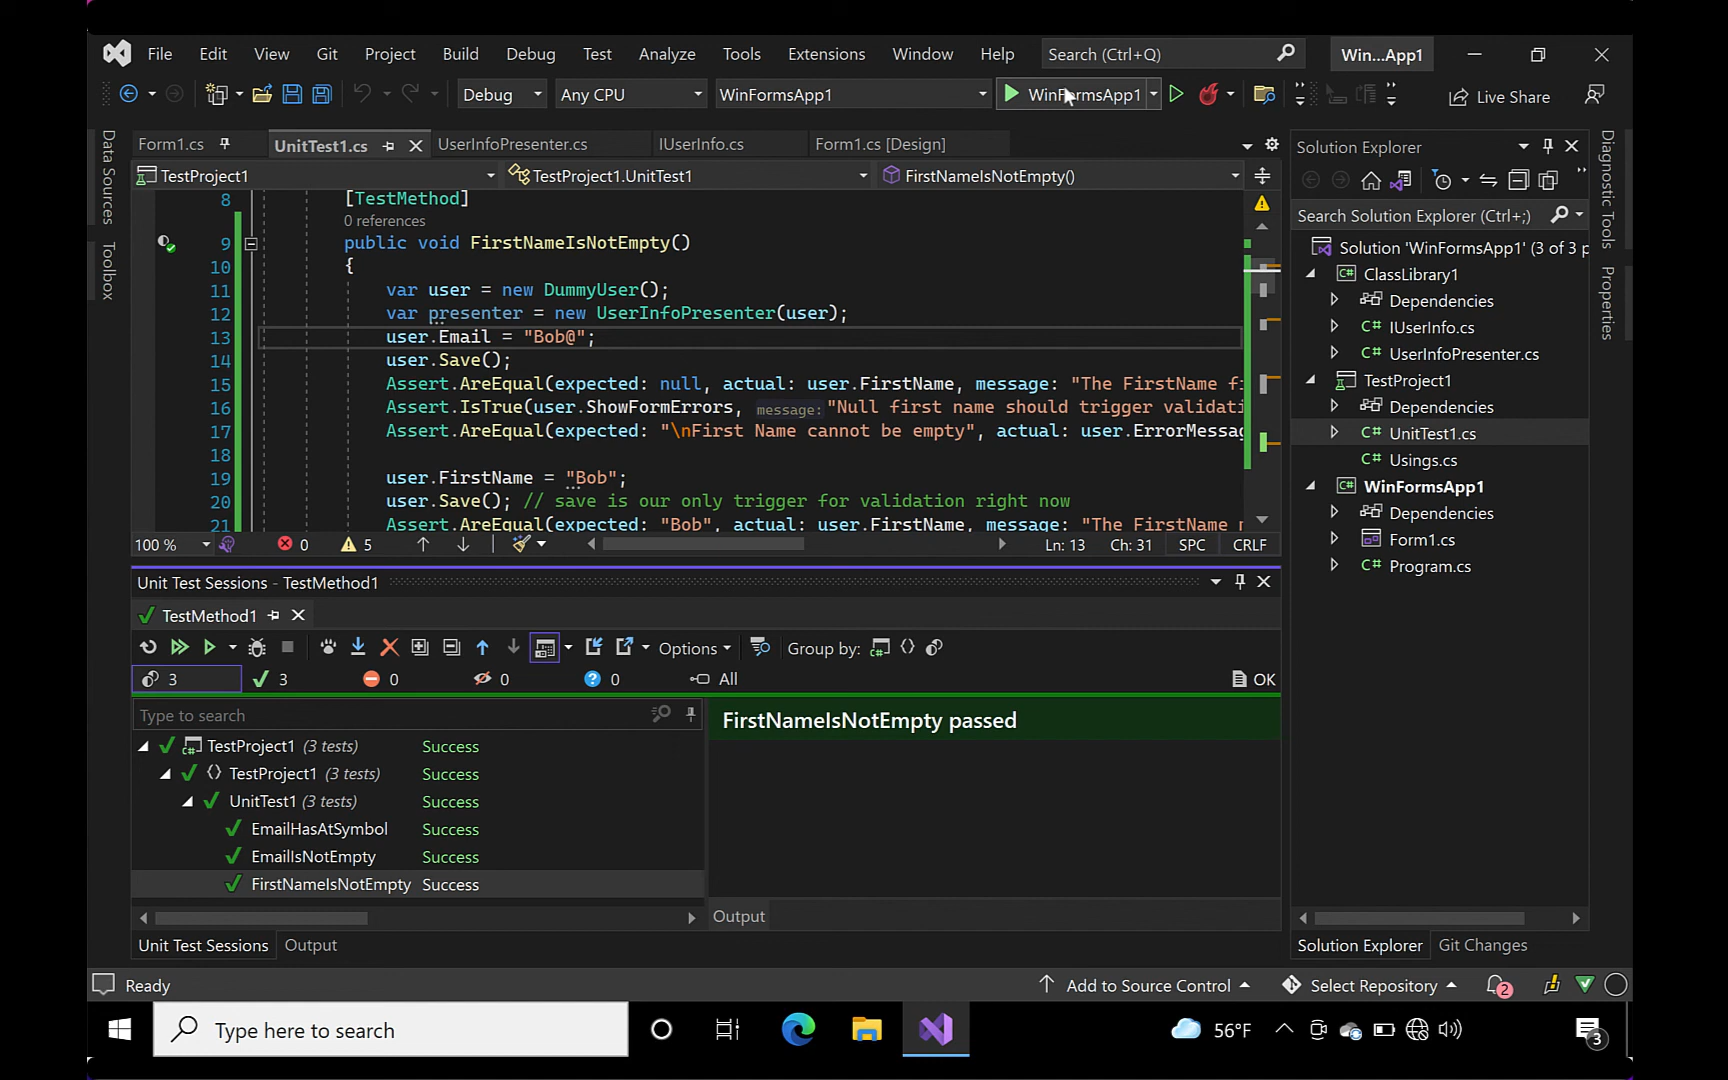 File Edit View Git Project Build Debug Test Analyze Tools Extensions Window Help Search (Ctrl+Q) Win...App1
Debug Any CPU WinFormsApp1 WinFormsApp1 Live Share
Data Sources
Toolbox
Form1.cs UnitTest1.cs UserInfoPresenter.cs IUserInfo.cs Form1.cs [Design]
TestProject1 TestProject1.UnitTest1 FirstNameIsNotEmpty()
8 [TestMethod]
0 references
9 public void FirstNameIsNotEmpty()
10 {
11 var user = new DummyUser();
12 var presenter = new UserInfoPresenter(user);
13 user.Email = "Bob@";
14 user.Save();
15 Assert.AreEqual(expected: null, actual: user.FirstName, message: "The FirstName fi
16 Assert.IsTrue(user.ShowFormErrors, message: "Null first name should trigger validati
17 Assert.AreEqual(expected: "\nFirst Name cannot be empty", actual: user.ErrorMessag
18
19 user.FirstName = "Bob";
20 user.Save(); // save is our only trigger for validation right now
21 Assert.AreEqual(expected: "Bob", actual: user.FirstName, message: "The FirstName
100 % 0 5 Ln: 13 Ch: 31 SPC CRLF
Unit Test Sessions - TestMethod1
TestMethod1
Options Group by:
3 3 0 0 0 All OK
Type to search
TestProject1 (3 tests) Success
TestProject1 (3 tests) Success
UnitTest1 (3 tests) Success
EmailHasAtSymbol Success
EmailIsNotEmpty Success
FirstNameIsNotEmpty Success
FirstNameIsNotEmpty passed
Output
Unit Test Sessions Output
Solution Explorer
Search Solution Explorer (Ctrl+;)
Solution 'WinFormsApp1' (3 of 3 p
ClassLibrary1
Dependencies
IUserInfo.cs
UserInfoPresenter.cs
TestProject1
Dependencies
UnitTest1.cs
Usings.cs
WinFormsApp1
Dependencies
Form1.cs
Program.cs
Solution Explorer Git Changes
Diagnostic Tools
Properties
Ready Add to Source Control Select Repository 2
Type here to search 56°F 3